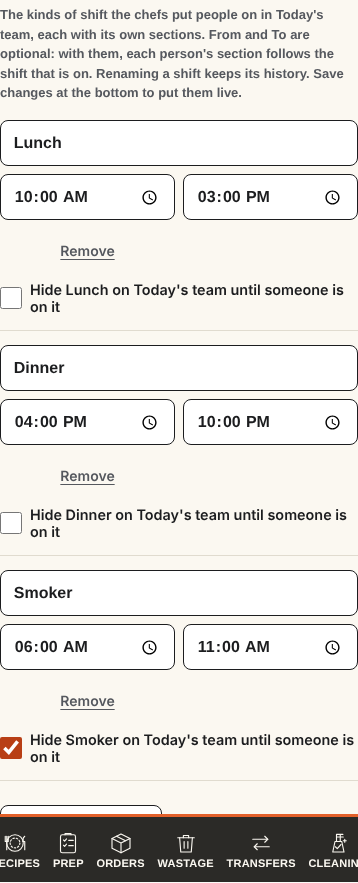 The kinds of shift the chefs put people on in Today's
team, each with its own sections. From and To are
optional: with them, each person's section follows the
shift that is on. Renaming a shift keeps its history. Save
changes at the bottom to put them live.
Lunch
10:00 AM 03:00 PM
Remove
Hide Lunch on Today's team until someone is
on it
Dinner
04:00 PM 10:00 PM
Remove
Hide Dinner on Today's team until someone is
on it
Smoker
06:00 AM 11:00 AM
Remove
Hide Smoker on Today's team until someone is
on it
ECIPES PREP ORDERS WASTAGE TRANSFERS CLEANIN